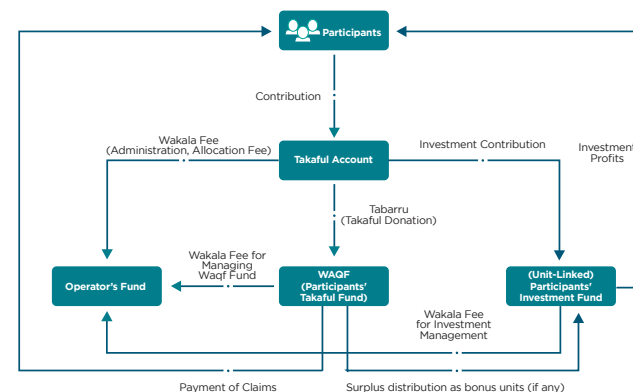 Participants
Contribution
Wakala Fee
(Administration, Allocation Fee)
Takaful Account
Investment Contribution
Investment
Profits
Tabarru
(Takaful Donation)
Wakala Fee for
Managing
Waqf Fund
Operator's Fund
WAQF
(Participants'
Takaful Fund)
(Unit-Linked)
Participants'
Investment Fund
Wakala Fee
for Investment
Management
Payment of Claims
Surplus distribution as bonus units (if any)